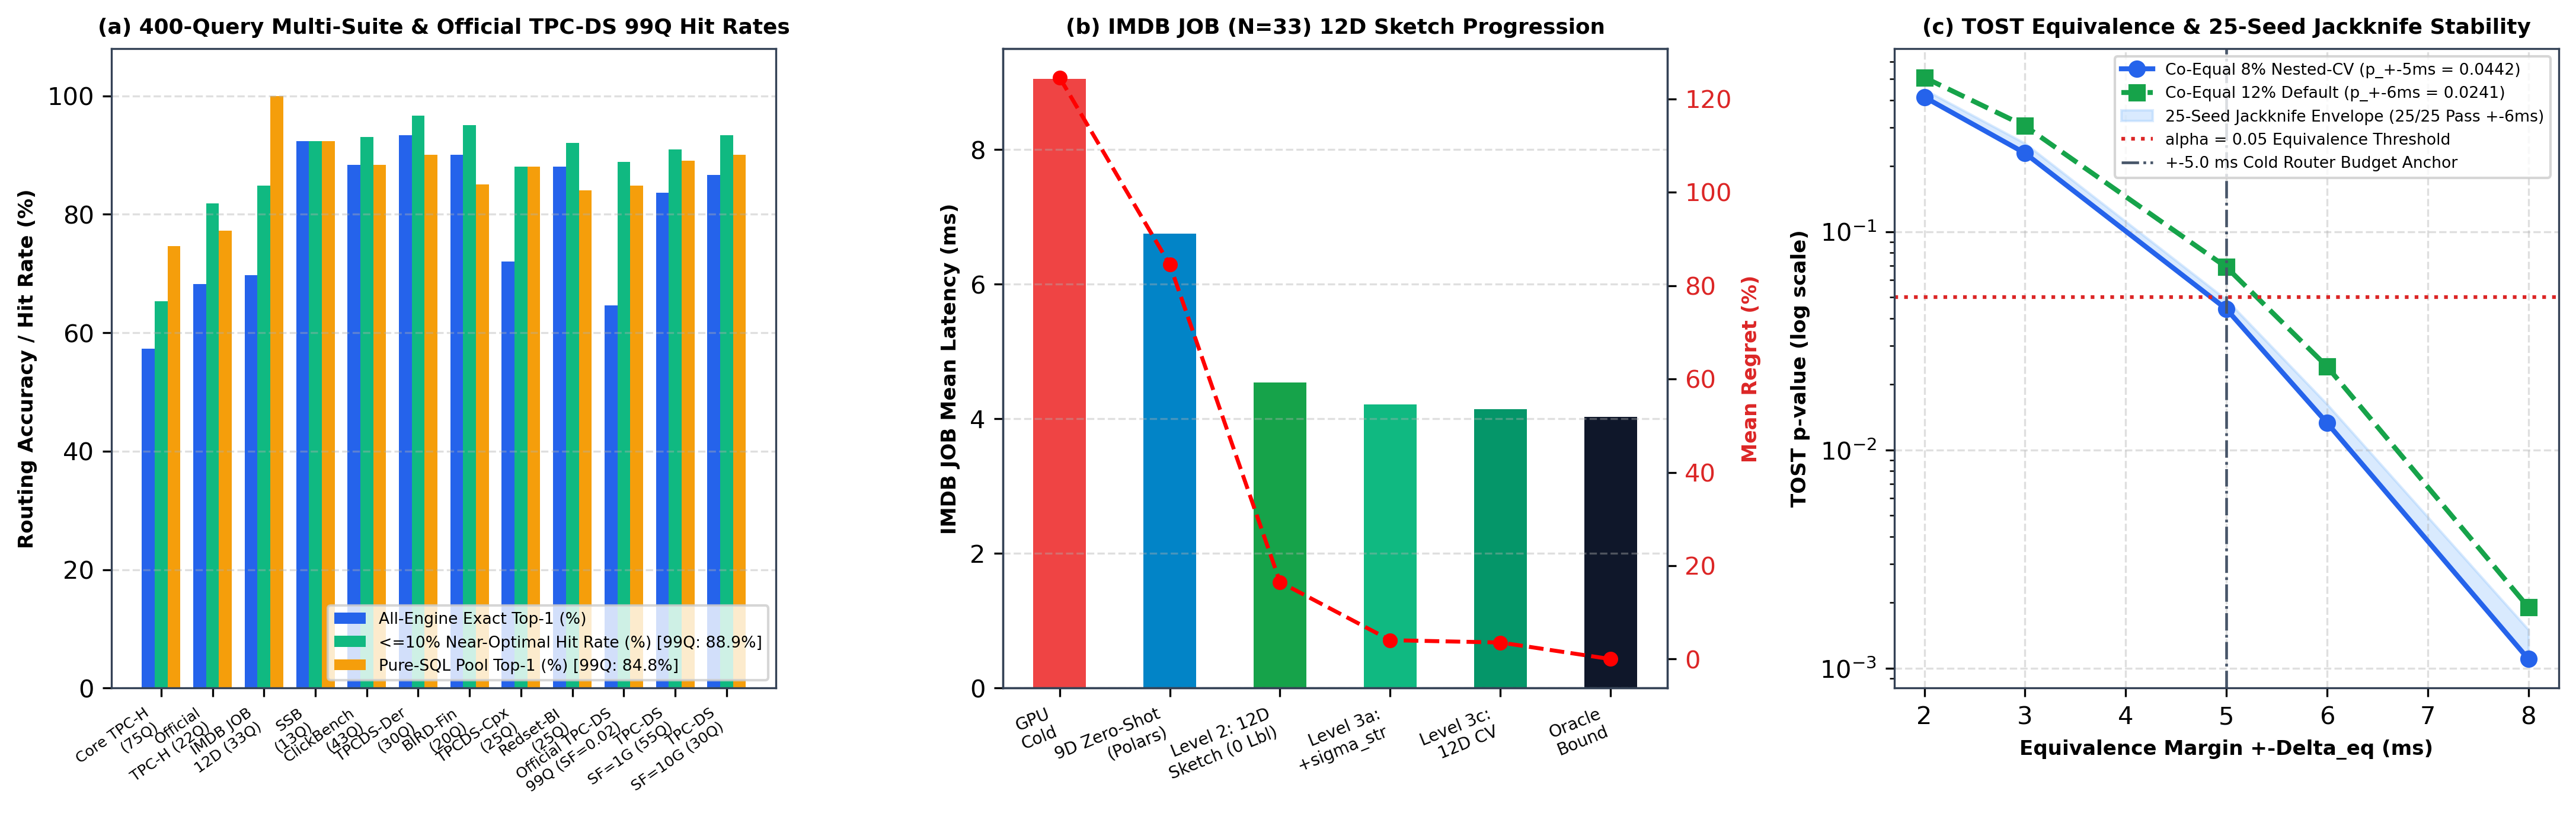 (a) 400-Query Multi-Suite & Official TPC-DS 99Q Hit Rates
Routing Accuracy / Hit Rate (%)
100
80
60
40
20
0
All-Engine Exact Top-1 (%)
<=10% Near-Optimal Hit Rate (%) [99Q: 88.9%]
Pure-SQL Pool Top-1 (%) [99Q: 84.8%]
Core TPC-H
(75Q)
Official
TPC-H (22Q)
IMDB JOB
12D (33Q)
SSB
(13Q)
ClickBench
(43Q)
TPCDS-Der
(30Q)
BIRD-Fin
(20Q)
TPCDS-Cpx
(25Q)
Redset-BI
(25Q)
Official TPC-DS
99Q (SF=0.02)
TPC-DS
SF=1G (55Q)
TPC-DS
SF=10G (30Q)
(b) IMDB JOB (N=33) 12D Sketch Progression
IMDB JOB Mean Latency (ms)
8
6
4
2
0
GPU
Cold
9D Zero-Shot
(Polars)
Level 2: 12D
Sketch (0 Lbl)
Level 3a:
+sigma_str
Level 3c:
12D CV
Oracle
Bound
120
100
80
60
40
20
0
Mean Regret (%)
(c) TOST Equivalence & 25-Seed Jackknife Stability
TOST p-value (log scale)
10⁻¹
10⁻²
10⁻³
Co-Equal 8% Nested-CV (p_+-5ms = 0.0442)
Co-Equal 12% Default (p_+-6ms = 0.0241)
25-Seed Jackknife Envelope (25/25 Pass +-6ms)
alpha = 0.05 Equivalence Threshold
+-5.0 ms Cold Router Budget Anchor
2
3
4
5
6
7
8
Equivalence Margin +-Delta_eq (ms)